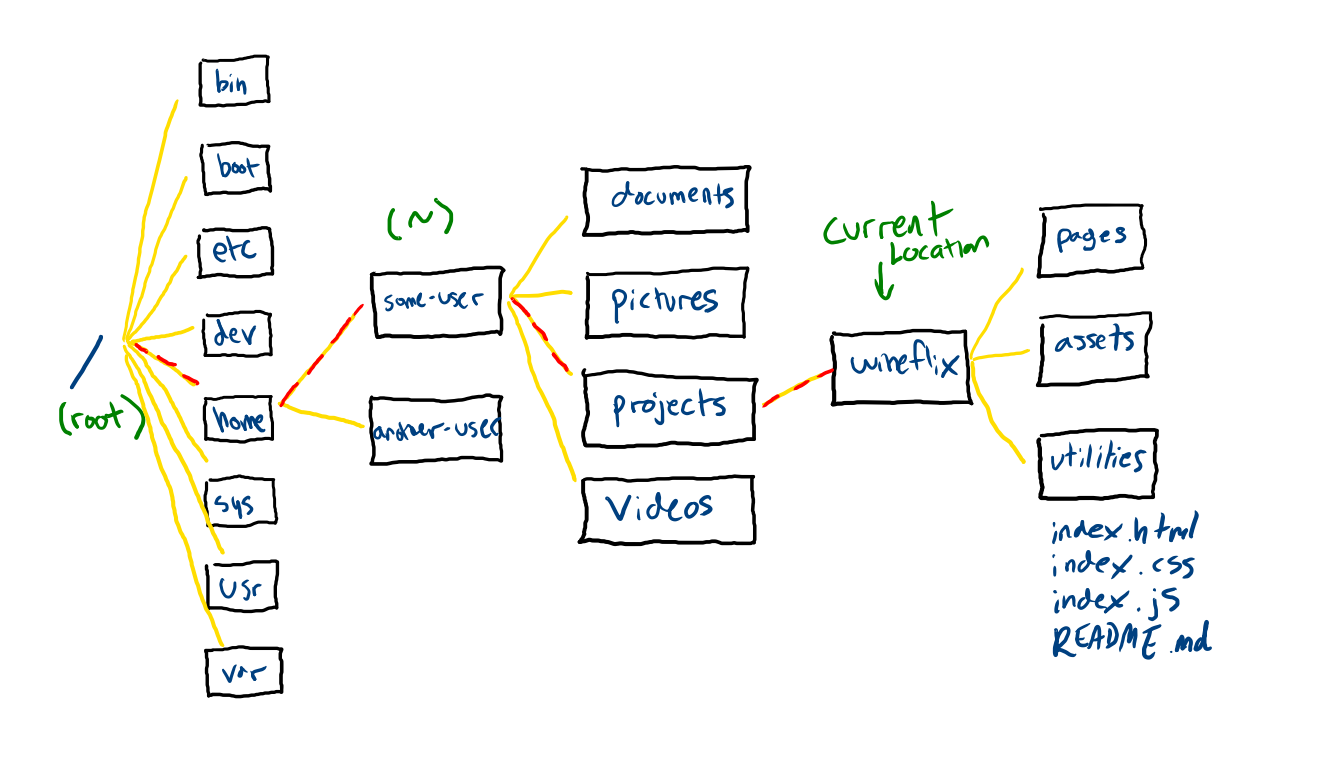 /
(root)
bin
boot
etc
dev
home
sys
usr
var
(~)
some-user
another-user
documents
pictures
projects
Videos
Current
Location
wineflix
pages
assets
utilities
index.html
index.css
index.js
README.md